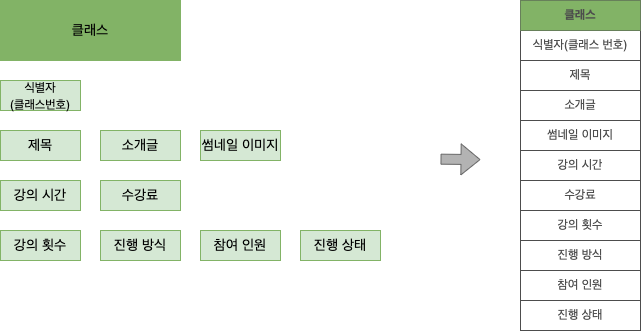 클래스
식별자
(클래스번호)
제목
소개글
썸네일 이미지
강의 시간
수강료
강의 횟수
진행 방식
참여 인원
진행 상태
클래스
식별자(클래스 번호)
제목
소개글
썸네일 이미지
강의 시간
수강료
강의 횟수
진행 방식
참여 인원
진행 상태